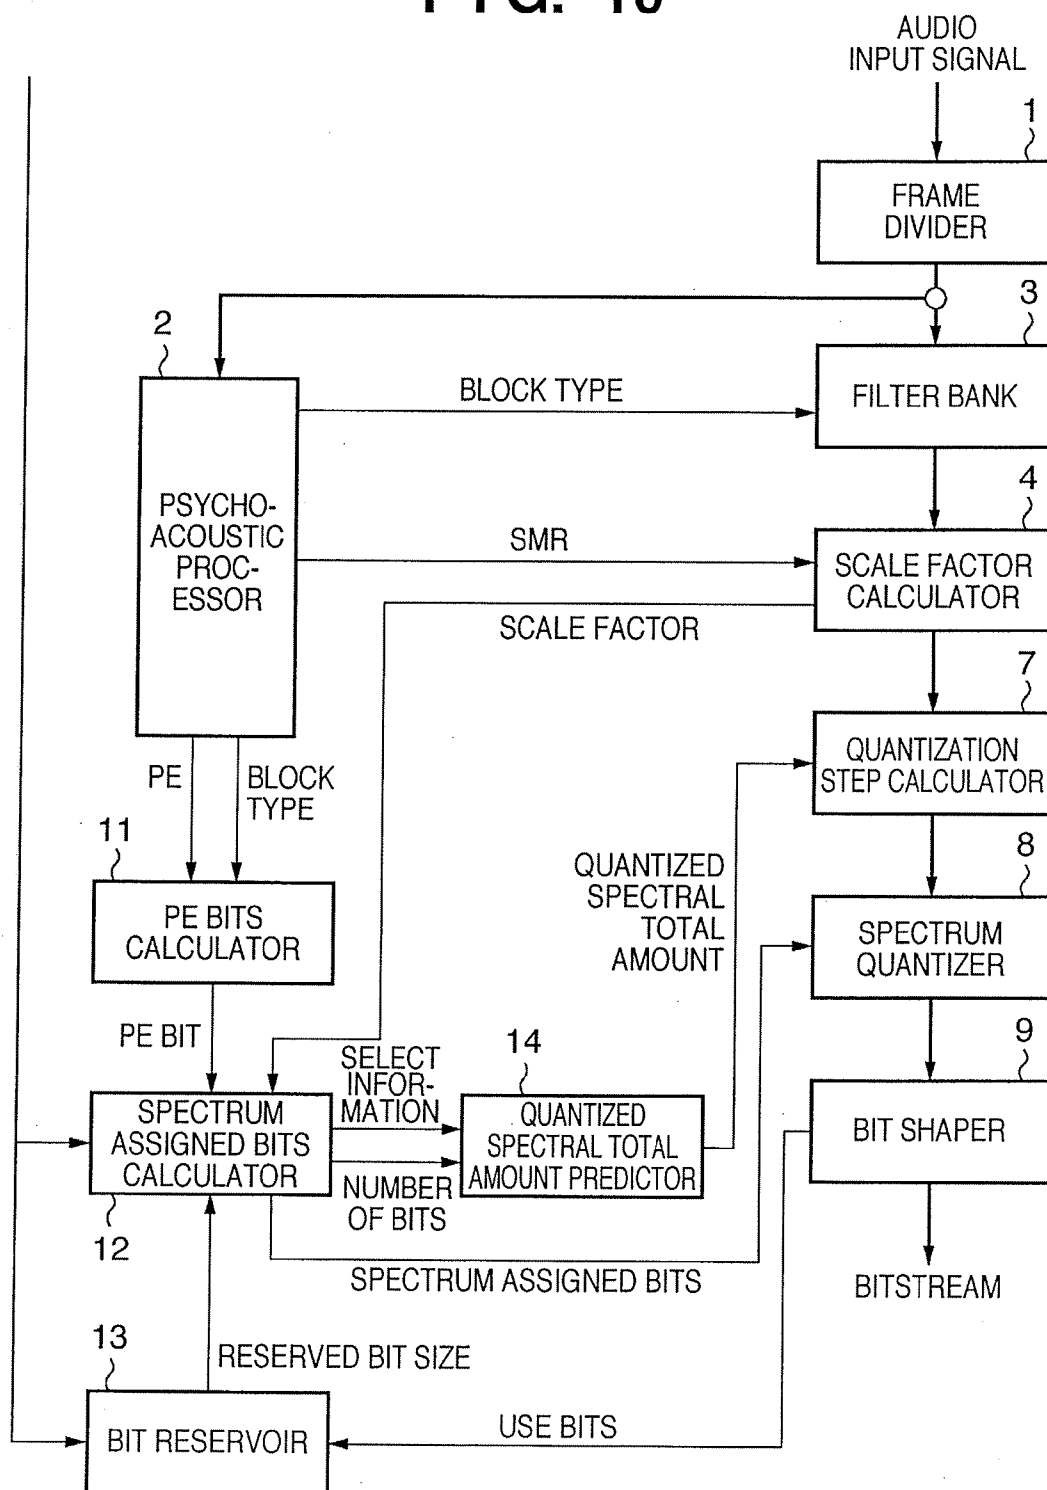 AUDIO
INPUT SIGNAL
1
FRAME
DIVIDER
3
2
BLOCK TYPE
FILTER BANK
4
PSYCHO-
ACOUSTIC
PROC-
ESSOR
SMR
SCALE FACTOR
CALCULATOR
SCALE FACTOR
7
PE
BLOCK
TYPE
QUANTIZATION
STEP CALCULATOR
11
8
QUANTIZED
SPECTRAL
TOTAL
AMOUNT
PE BITS
CALCULATOR
SPECTRUM
QUANTIZER
PE BIT
9
SELECT
INFOR-
MATION
14
SPECTRUM
ASSIGNED BITS
CALCULATOR
QUANTIZED
SPECTRAL TOTAL
AMOUNT PREDICTOR
BIT SHAPER
NUMBER
OF BITS
12
SPECTRUM ASSIGNED BITS
BITSTREAM
13
RESERVED BIT SIZE
BIT RESERVOIR
USE BITS